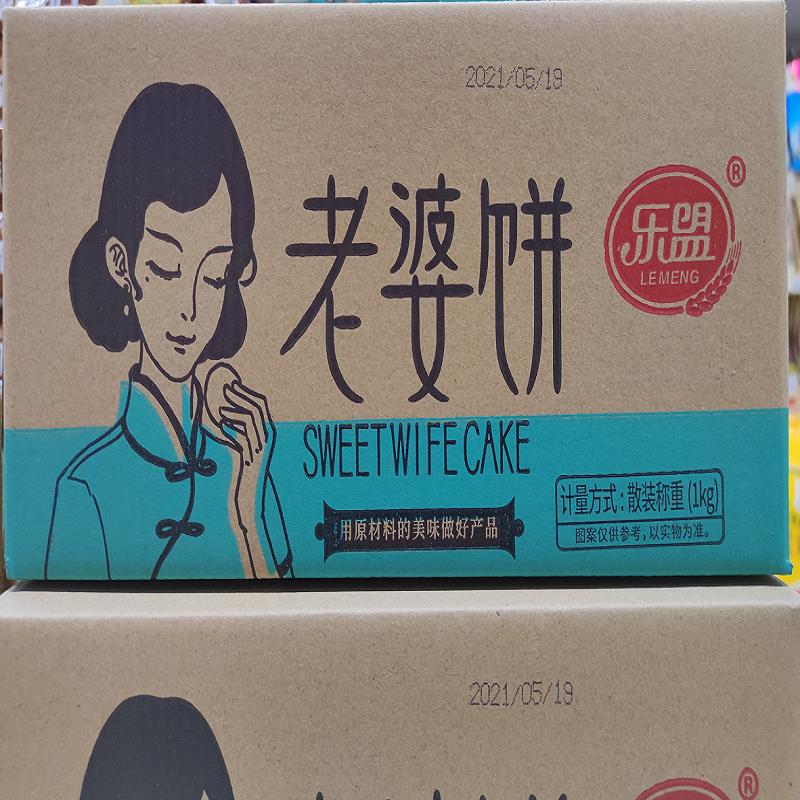 2021/05/19
老婆饼
®
乐盟
LEMENG
SWEET WIFE CAKE
计量方式:散装称重(1kg)
图案仅供参考,以实物为准。
用原材料的美味做好产品
2021/05/19
®